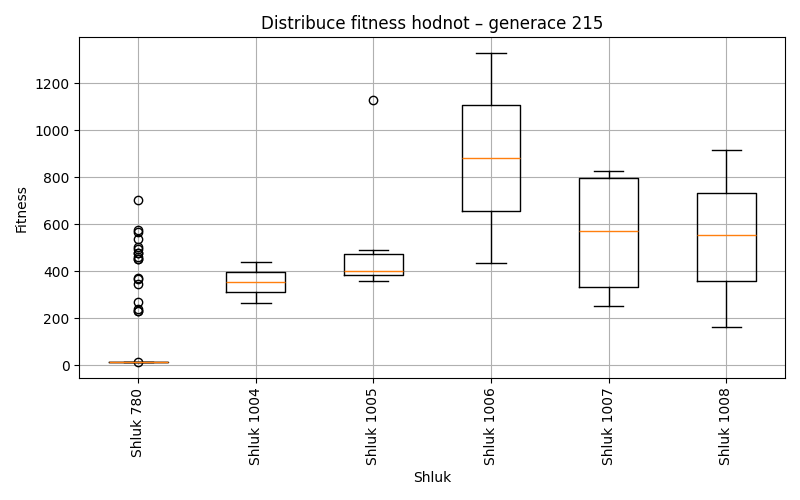 Distribuce fitness hodnot – generace 215
Fitness
1200
1000
800
600
400
200
0
Shluk 780
Shluk 1004
Shluk 1005
Shluk 1006
Shluk 1007
Shluk 1008
Shluk